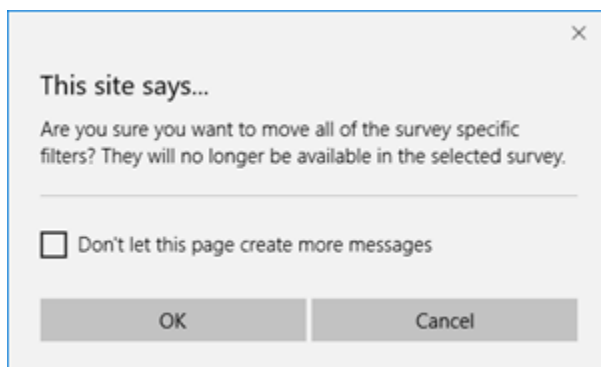 This site says...
Are you sure you want to move all of the survey specific
filters? They will no longer be available in the selected survey.
Don't let this page create more messages
OK
Cancel